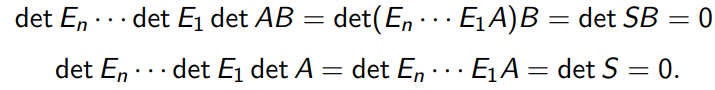 det Eₙ ··· det E₁ det AB = det(Eₙ ··· E₁A)B = det SB = 0
det Eₙ ··· det E₁ det A = det Eₙ ··· E₁A = det S = 0.